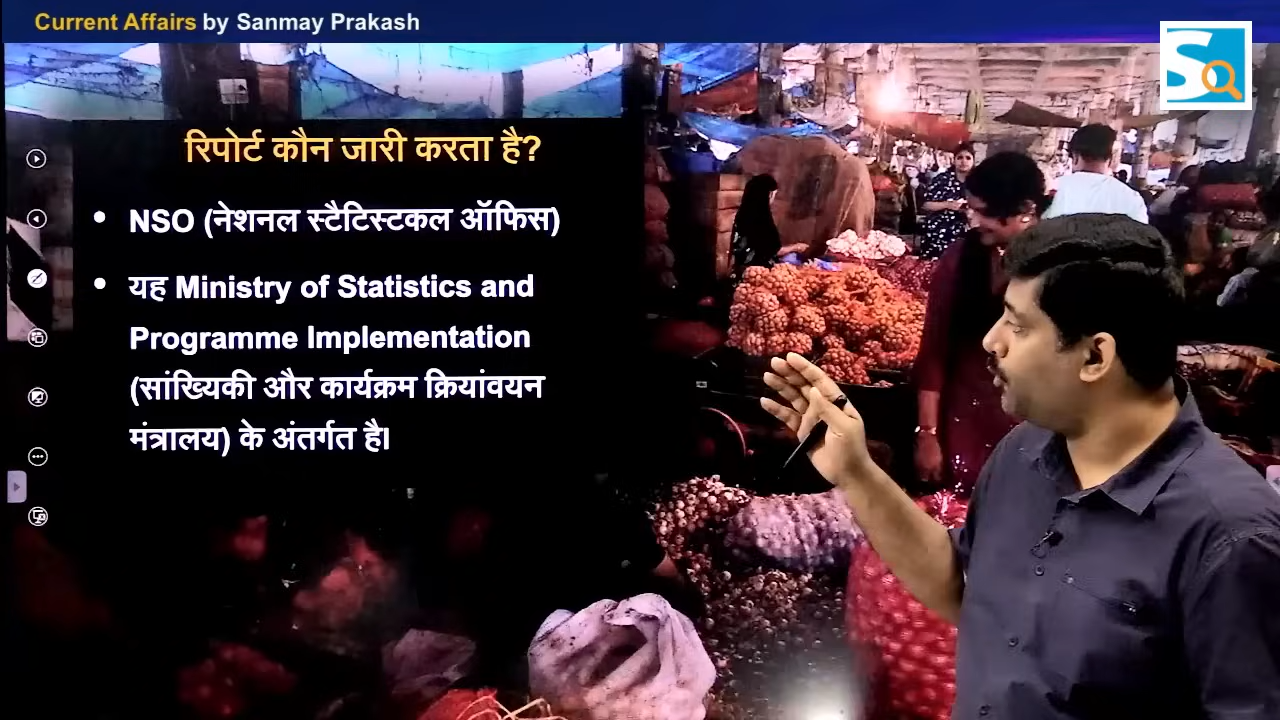 Current Affairs by Sanmay Prakash
SQ
रिपोर्ट कौन जारी करता है?
• NSO (नेशनल स्टैटिस्टकल ऑफिस)
• यह Ministry of Statistics and
Programme Implementation
(सांख्यिकी और कार्यक्रम क्रियांवयन
मंत्रालय) के अंतर्गत है।